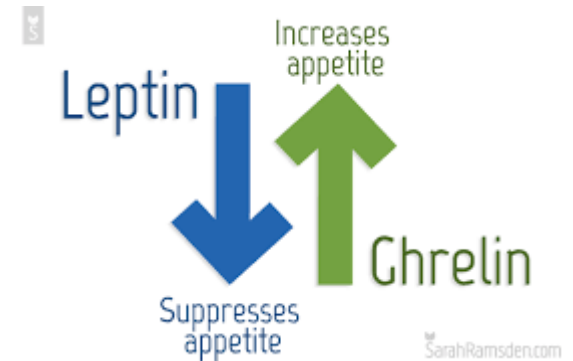 Increases
appetite
Leptin
Ghrelin
Suppresses
appetite
SarahRamsden.com